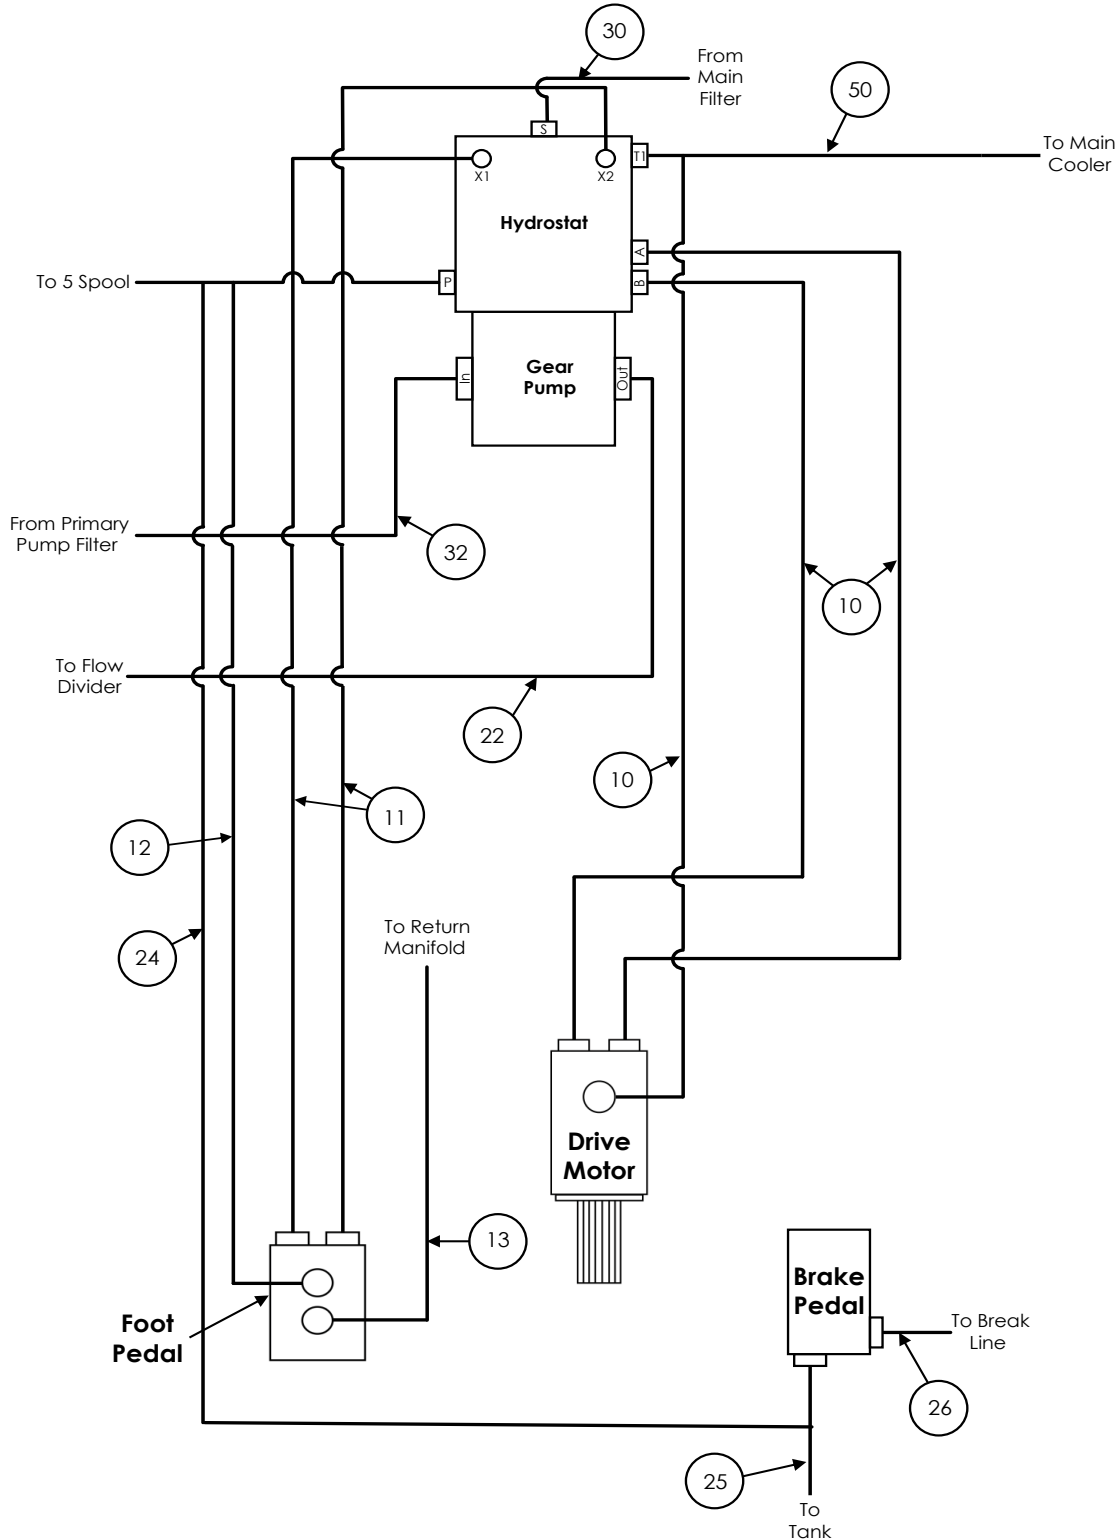 30
From
Main
Filter
50
S
T1
To Main
Cooler
X1
X2
Hydrostat
A
To 5 Spool
P
B
In
Gear
Pump
Out
From Primary
Pump Filter
32
10
To Flow
Divider
22
10
11
12
To Return
Manifold
24
Drive
Motor
13
Brake
Pedal
Foot
Pedal
To Break
Line
26
25
To
Tank